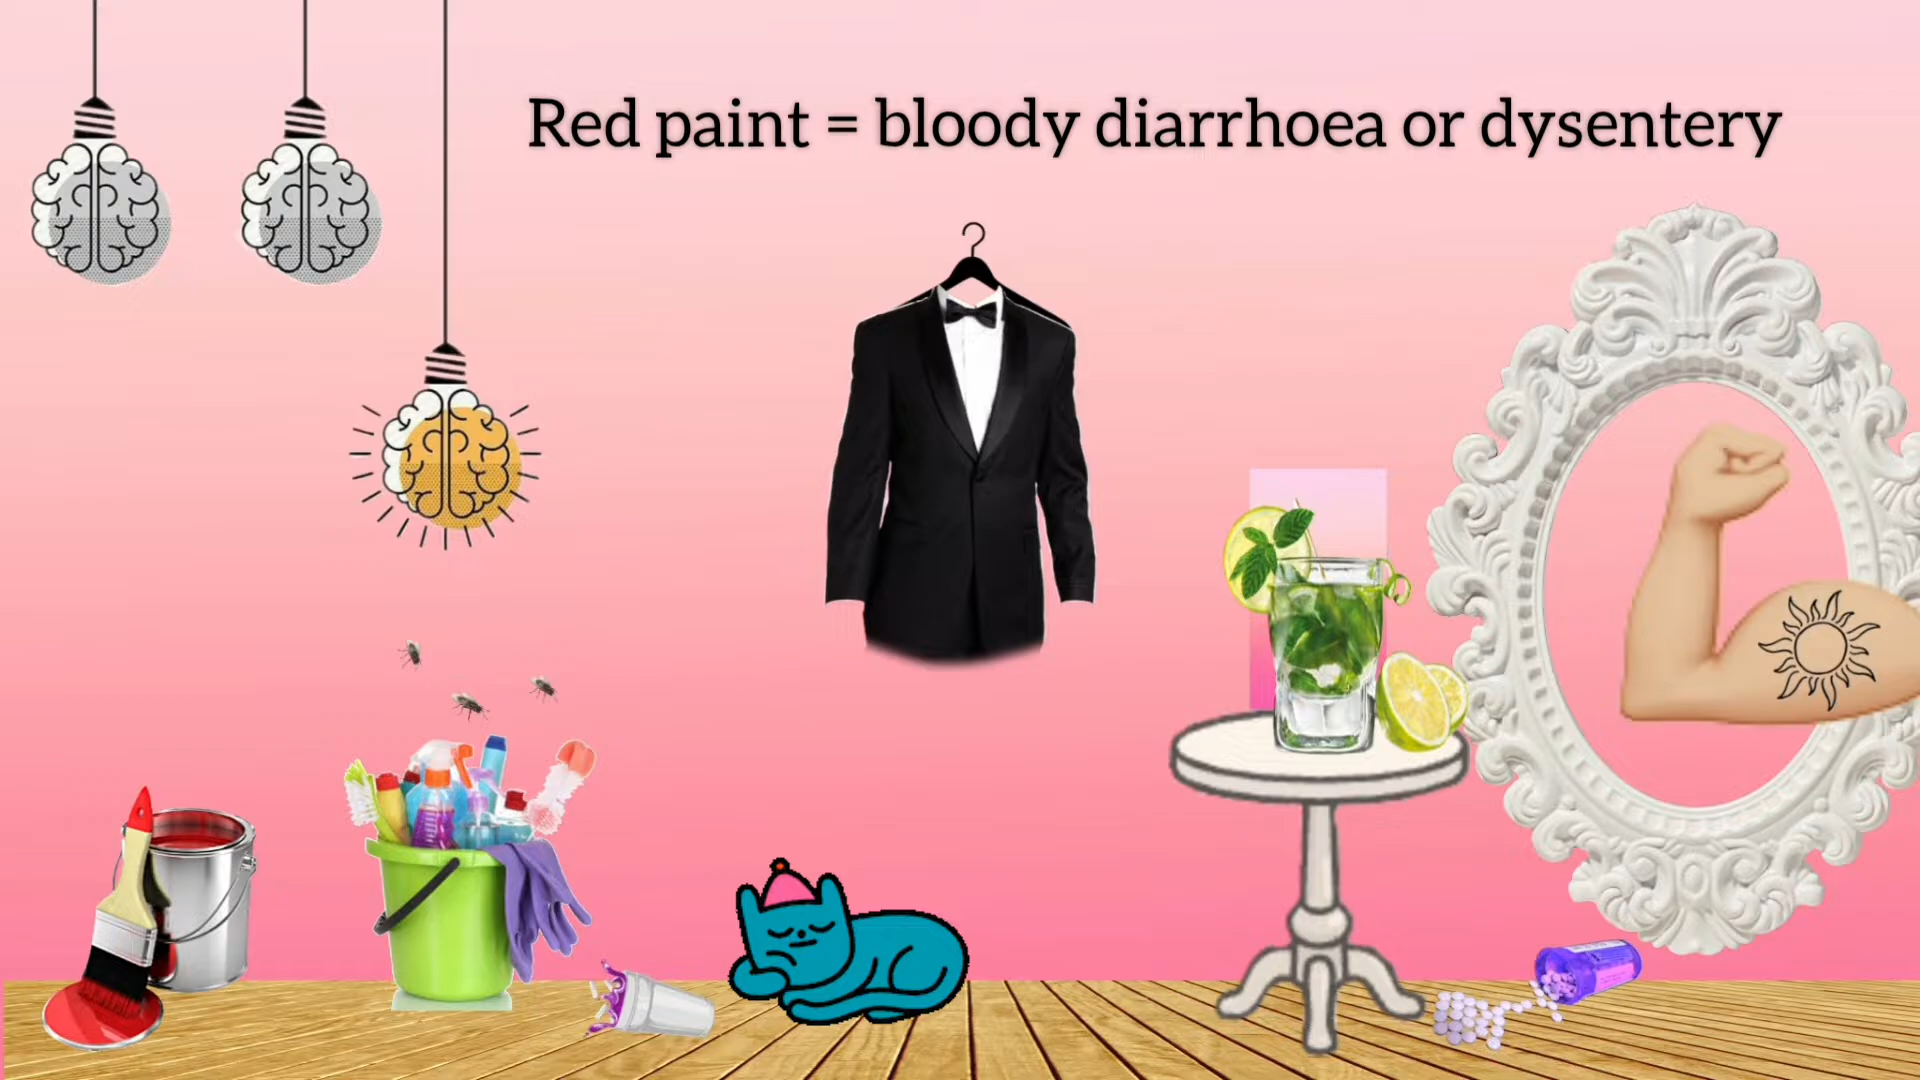 Red paint = bloody diarrhoea or dysentery